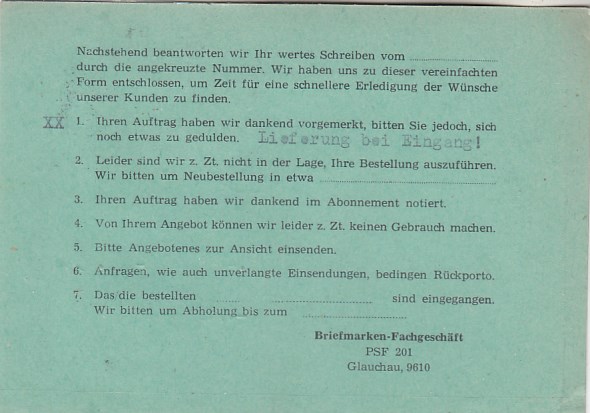 Nachstehend beantworten wir Ihr wertes Schreiben vom ....................
durch die angekreuzte Nummer. Wir haben uns zu dieser vereinfachten
Form entschlossen, um Zeit für eine schnellere Erledigung der Wünsche
unserer Kunden zu finden.
XX 1. Ihren Auftrag haben wir dankend vorgemerkt, bitten Sie jedoch, sich
noch etwas zu gedulden. Lieferung bei Eingang!
2. Leider sind wir z. Zt. nicht in der Lage, Ihre Bestellung auszuführen.
Wir bitten um Neubestellung in etwa ....................
3. Ihren Auftrag haben wir dankend im Abonnement notiert.
4. Von Ihrem Angebot können wir leider z. Zt. keinen Gebrauch machen.
5. Bitte Angebotenes zur Ansicht einsenden.
6. Anfragen, wie auch unverlangte Einsendungen, bedingen Rückporto.
7. Das/die bestellten .................... sind eingegangen.
Wir bitten um Abholung bis zum ....................
Briefmarken-Fachgeschäft
PSF 201
Glauchau, 9610